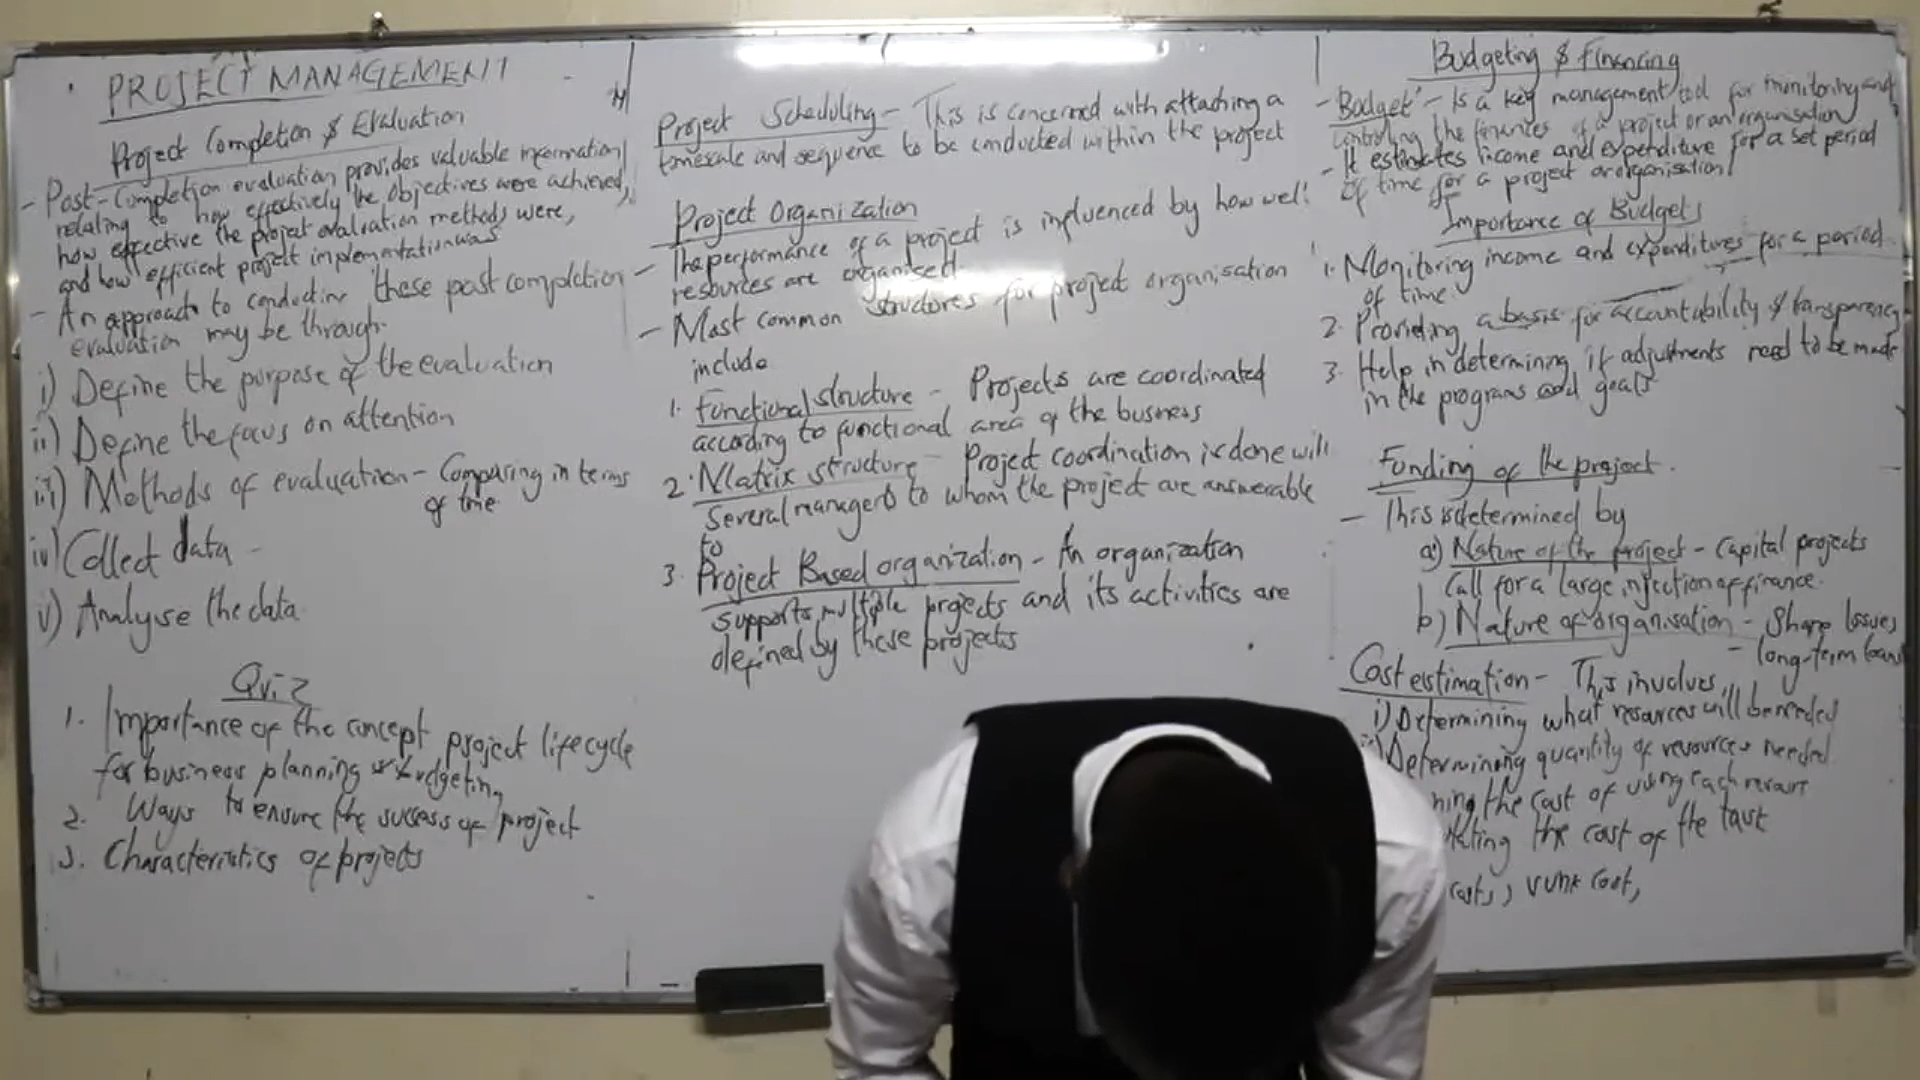 PROJECT MANAGEMENT
Project Completion & Evaluation
- Post-Completion evaluation provides valuable information
relating to how effectively the objectives were achieved,
how effective the project evaluation methods were,
and how efficient project implementation was
- An approach to conducting these post completion
evaluation may be through
i) Define the purpose of the evaluation
ii) Define the focus on attention
iii) Methods of evaluation - Comparing in terms
of time
iv) Collect data -
v) Analyse the data
Quiz
1. Importance of the concept project lifecycle
for business planning & budgeting
2. Ways to ensure the success of project
3. Characteristics of projects
Project Scheduling - This is concerned with attaching a
timescale and sequence to be conducted within the project
Project Organization
- The performance of a project is influenced by how well
resources are organised
- Most common structures for project organisation
include
1. Functional structure - Projects are coordinated
according to functional area of the business
2. Matrix structure - Project coordination is done will
several managers to whom the project are answerable
to
3. Project Based organization - An organization
supports multiple projects and its activities are
defined by these projects
Budgeting & Financing
- Budget - Is a key management tool for monitoring and
controlling the finances of a project or an organisation
- It estimates income and expenditure for a set period
of time for a project or organisation
Importance of Budgets
1. Monitoring income and expenditures for a period
of time.
2. Providing a basis for accountability & transparency
3. Help in determining if adjustments need to be made
in the programs and goals
Funding of the project.
- This is determined by
a) Nature of the project - Capital projects
call for a large injection of finance.
b) Nature of organisation - Share Issues
- long-term loans
Cost estimation - This involves
i) Determining what resources will be needed
ii) Determining quantity of resources needed
the cost of using each
the cost of the task
costs, sunk cost,